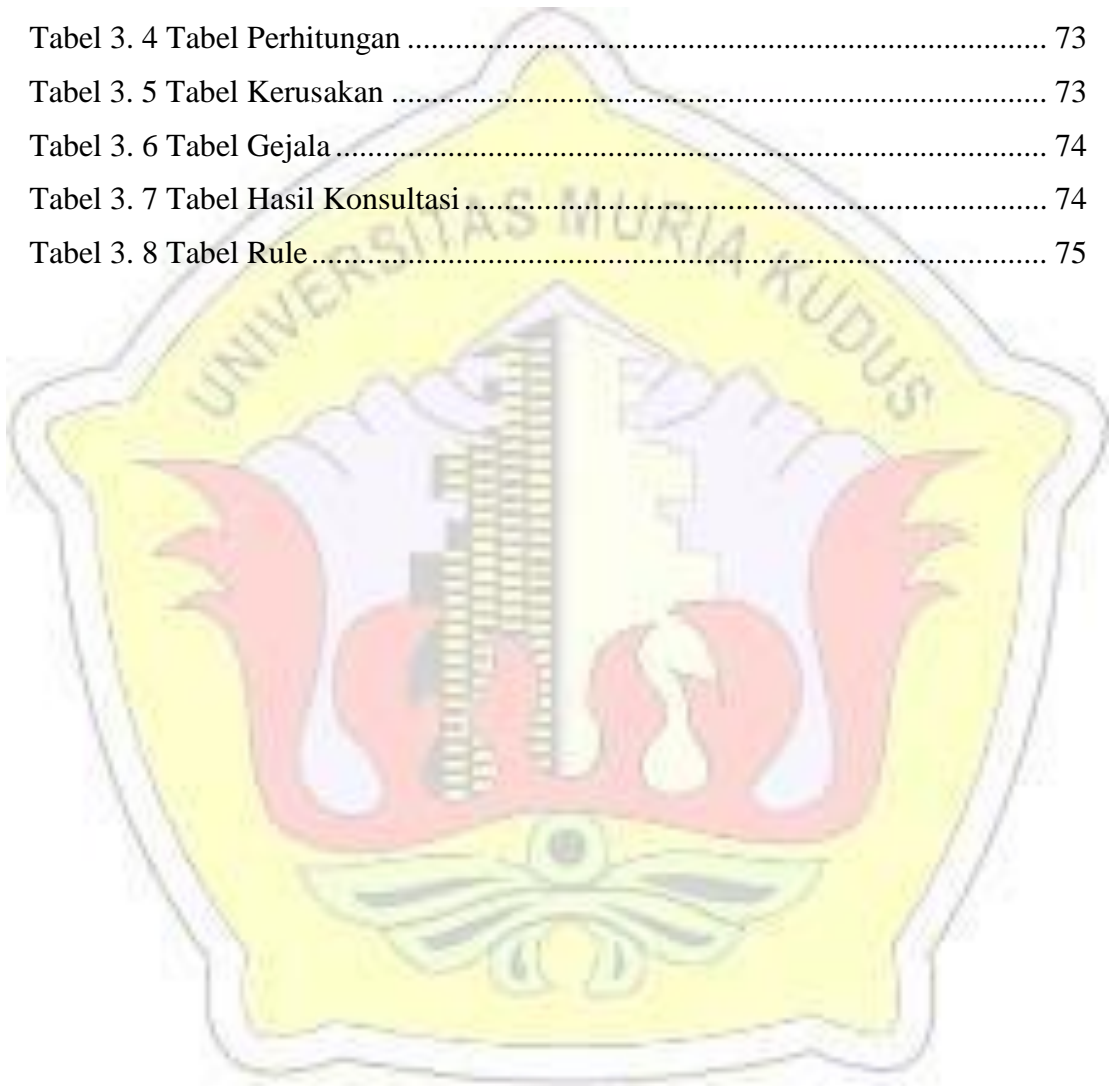 Tabel 3. 4 Tabel Perhitungan ................................................................................ 73
Tabel 3. 5 Tabel Kerusakan .................................................................................. 73
Tabel 3. 6 Tabel Gejala ......................................................................................... 74
Tabel 3. 7 Tabel Hasil Konsultasi ......................................................................... 74
Tabel 3. 8 Tabel Rule ............................................................................................ 75
UNIVERSITAS MURIA KUDUS